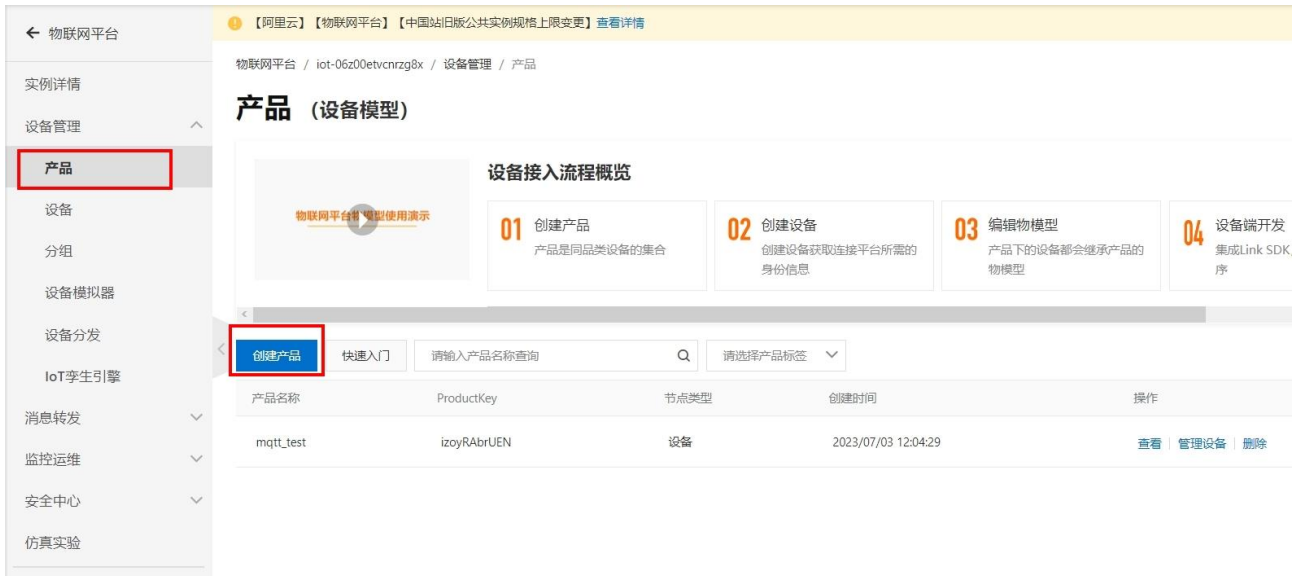 ← 物联网平台
【阿里云】【物联网平台】【中国站旧版公共实例规格上限变更】查看详情
物联网平台 / iot-06z00etvcnrzg8x / 设备管理 / 产品
实例详情
设备管理
产品
设备
分组
设备模拟器
设备分发
IoT孪生引擎
消息转发
监控运维
安全中心
仿真实验
产品 (设备模型)
物联网平台物模型使用演示
设备接入流程概览
01 创建产品
产品是同品类设备的集合
02 创建设备
创建设备获取连接平台所需的
身份信息
03 编辑物模型
产品下的设备都会继承产品的
物模型
04 设备端开发
集成Link SDK,
序
创建产品 快速入门 请输入产品名称查询 请选择产品标签
产品名称 ProductKey 节点类型 创建时间 操作
mqtt_test izoyRAbrUEN 设备 2023/07/03 12:04:29 查看 管理设备 删除